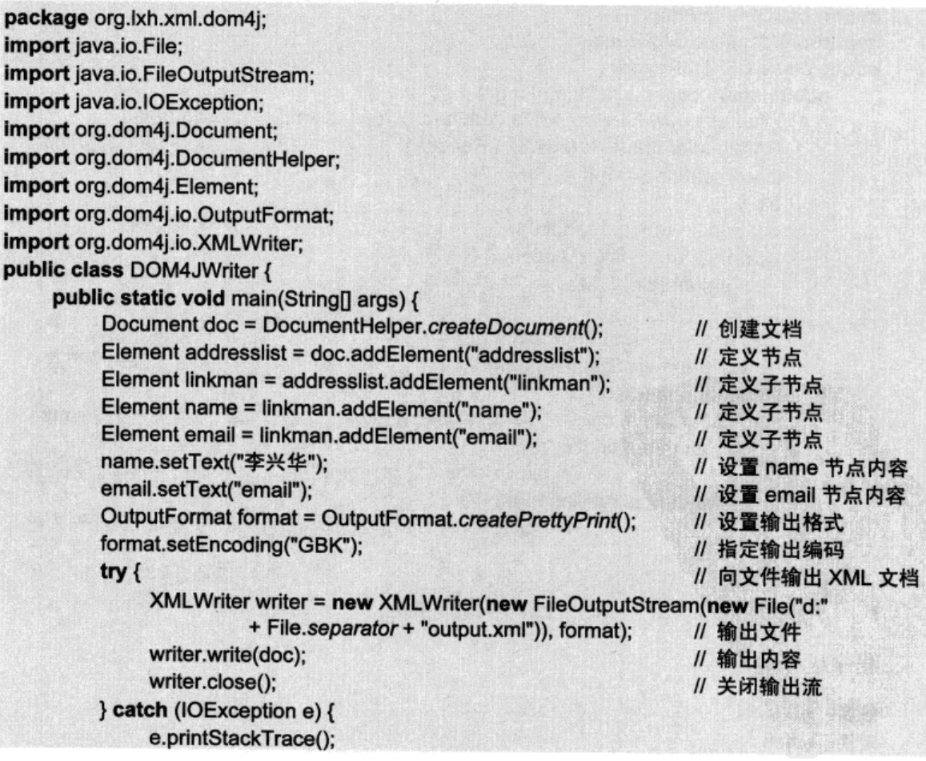 package org.lxh.xml.dom4j;
import java.io.File;
import java.io.FileOutputStream;
import java.io.IOException;
import org.dom4j.Document;
import org.dom4j.DocumentHelper;
import org.dom4j.Element;
import org.dom4j.io.OutputFormat;
import org.dom4j.io.XMLWriter;
public class DOM4JWriter {
    public static void main(String[] args) {
        Document doc = DocumentHelper.createDocument(); // 创建文档
        Element addresslist = doc.addElement("addresslist"); // 定义节点
        Element linkman = addresslist.addElement("linkman"); // 定义子节点
        Element name = linkman.addElement("name"); // 定义子节点
        Element email = linkman.addElement("email"); // 定义子节点
        name.setText("李兴华"); // 设置 name 节点内容
        email.setText("email"); // 设置 email 节点内容
        OutputFormat format = OutputFormat.createPrettyPrint(); // 设置输出格式
        format.setEncoding("GBK"); // 指定输出编码
        try { // 向文件输出 XML 文档
            XMLWriter writer = new XMLWriter(new FileOutputStream(new File("d:"
                    + File.separator + "output.xml")), format); // 输出文件
            writer.write(doc); // 输出内容
            writer.close(); // 关闭输出流
        } catch (IOException e) {
            e.printStackTrace();